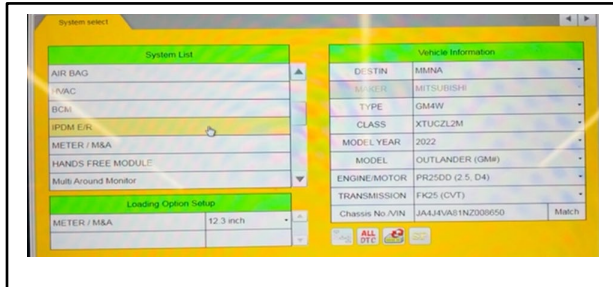 System select
System List
AIR BAG
HVAC
BCM
IPDM E/R
METER / M&A
HANDS FREE MODULE
Multi Around Monitor
Loading Option Setup
METER / M&A 12.3 inch
Vehicle Information
DESTIN MMNA
MAKER MITSUBISHI
TYPE GM4W
CLASS XTUCZL2M
MODEL YEAR 2022
MODEL OUTLANDER (GM#)
ENGINE/MOTOR PR25DD (2.5, D4)
TRANSMISSION FK25 (CVT)
Chassis No./VIN JA4J4VA81NZ008650 Match
ALL
DTC